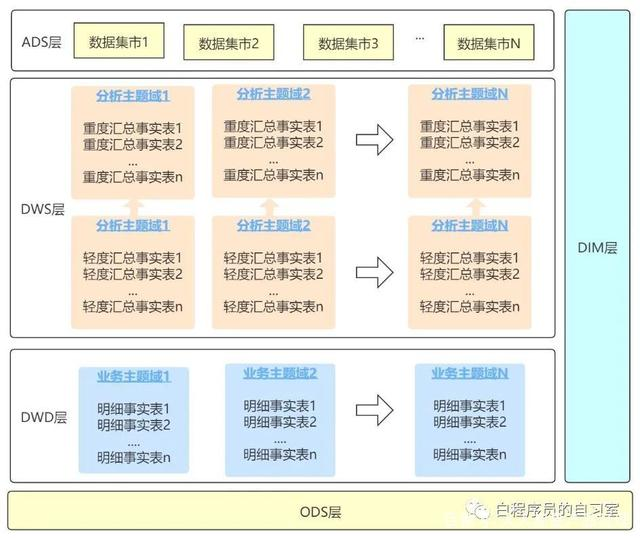 ADS层
数据集市1
数据集市2
数据集市3
...
数据集市N
分析主题域1
重度汇总事实表1
重度汇总事实表2
...
重度汇总事实表n
分析主题域2
重度汇总事实表1
重度汇总事实表2
...
重度汇总事实表n
分析主题域N
重度汇总事实表1
重度汇总事实表2
...
重度汇总事实表n
DWS层
分析主题域1
轻度汇总事实表1
轻度汇总事实表2
...
轻度汇总事实表n
分析主题域2
轻度汇总事实表1
轻度汇总事实表2
...
轻度汇总事实表n
分析主题域N
轻度汇总事实表1
轻度汇总事实表2
...
轻度汇总事实表n
DIM层
DWD层
业务主题域1
明细事实表1
明细事实表2
....
明细事实表n
业务主题域2
明细事实表1
明细事实表2
....
明细事实表n
业务主题域N
明细事实表1
明细事实表2
....
明细事实表n
ODS层
白程序员的自习室